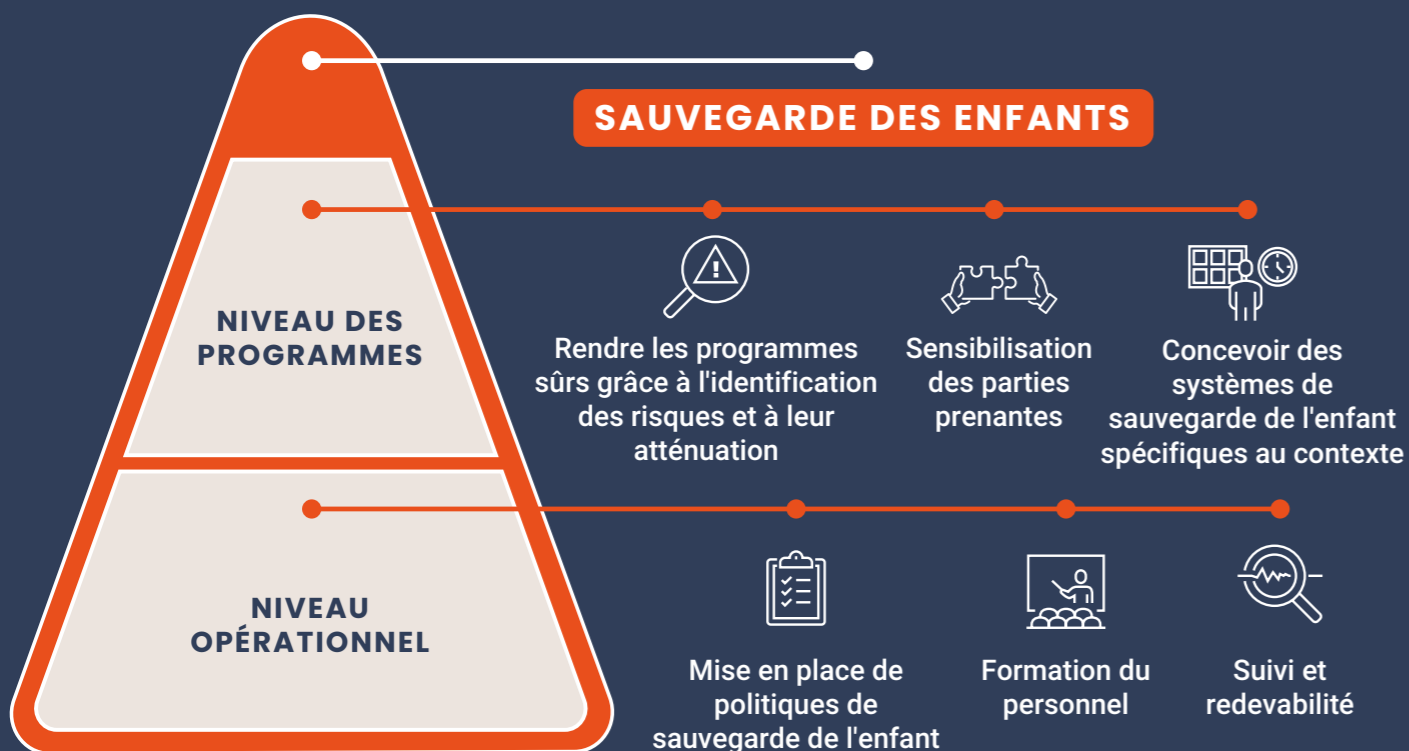 SAUVEGARDE DES ENFANTS
NIVEAU DES
PROGRAMMES
Rendre les programmes
sûrs grâce à l'identification
des risques et à leur
atténuation
Sensibilisation
des parties
prenantes
Concevoir des
systèmes de
sauvegarde de l'enfant
spécifiques au contexte
NIVEAU
OPÉRATIONNEL
Mise en place de
politiques de
sauvegarde de l'enfant
Formation du
personnel
Suivi et
redevabilité